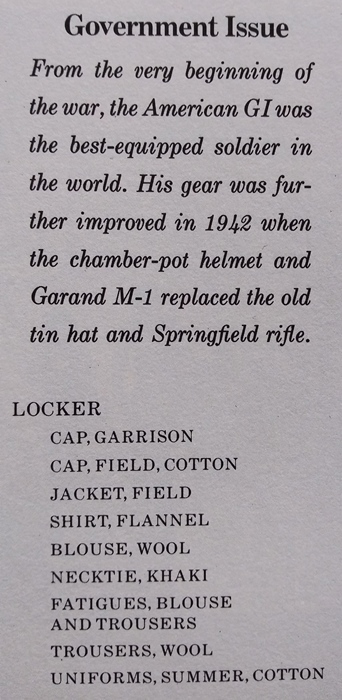 Government Issue
From the very beginning of
the war, the American GI was
the best-equipped soldier in
the world. His gear was fur-
ther improved in 1942 when
the chamber-pot helmet and
Garand M-1 replaced the old
tin hat and Springfield rifle.
LOCKER
CAP, GARRISON
CAP, FIELD, COTTON
JACKET, FIELD
SHIRT, FLANNEL
BLOUSE, WOOL
NECKTIE, KHAKI
FATIGUES, BLOUSE
AND TROUSERS
TROUSERS, WOOL
UNIFORMS, SUMMER, COTTON